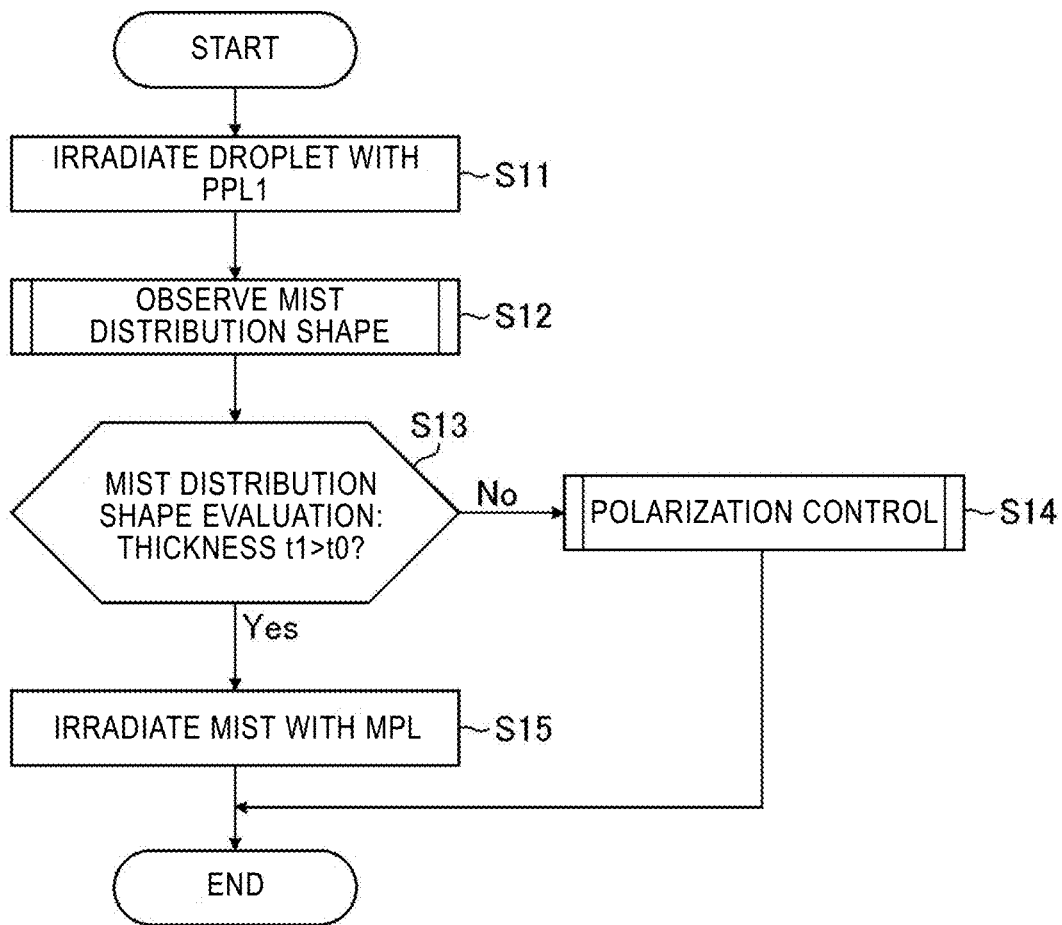 START
IRRADIATE DROPLET WITH
PPL1
S11
OBSERVE MIST
DISTRIBUTION SHAPE
S12
S13
MIST DISTRIBUTION
SHAPE EVALUATION:
THICKNESS t1>t0?
No
POLARIZATION CONTROL
S14
Yes
IRRADIATE MIST WITH MPL
S15
END